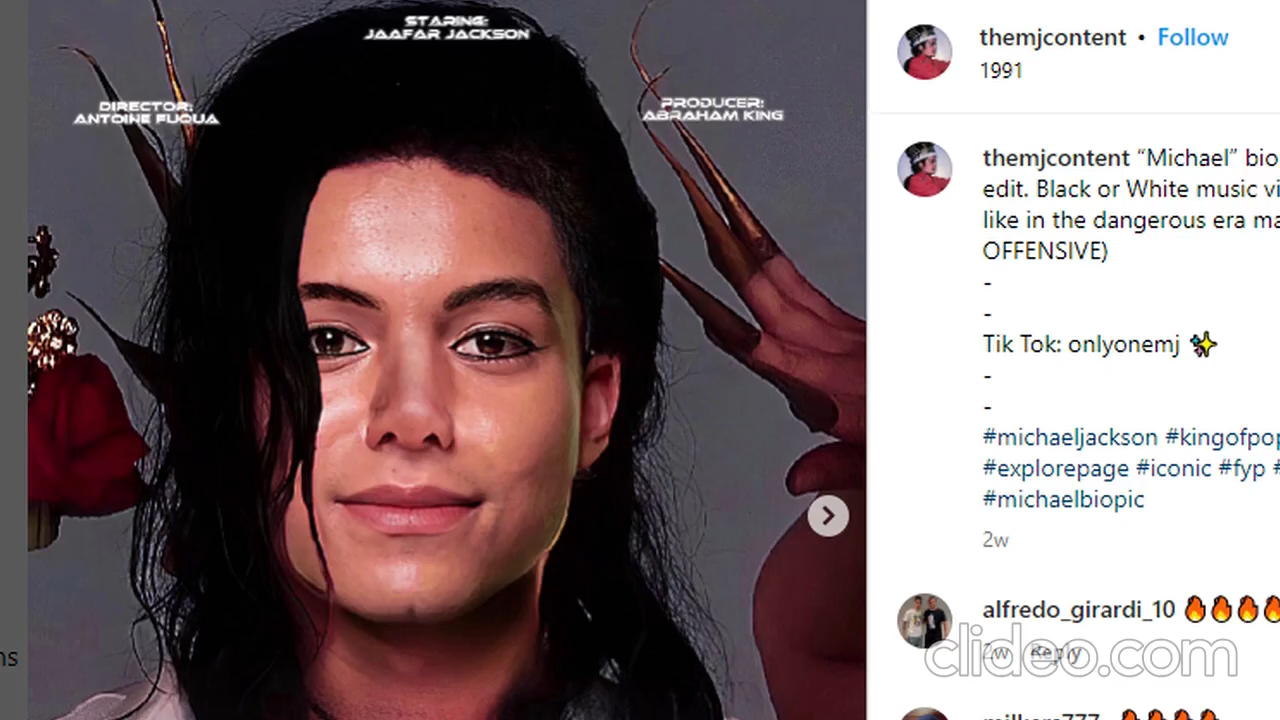 STARING:
JAAFAR JACKSON
DIRECTOR:
ANTOINE FUQUA
PRODUCER:
ABRAHAM KING
themjcontent • Follow
1991
themjcontent “Michael” bio
edit. Black or White music vi
like in the dangerous era ma
OFFENSIVE)
-
-
Tik Tok: onlyonemj ✨
-
-
#michaeljackson #kingofpop
#explorepage #iconic #fyp #
#michaelbiopic
2w
alfredo_girardi_10 🔥🔥🔥🔥
2w Reply
clideo.com
ns